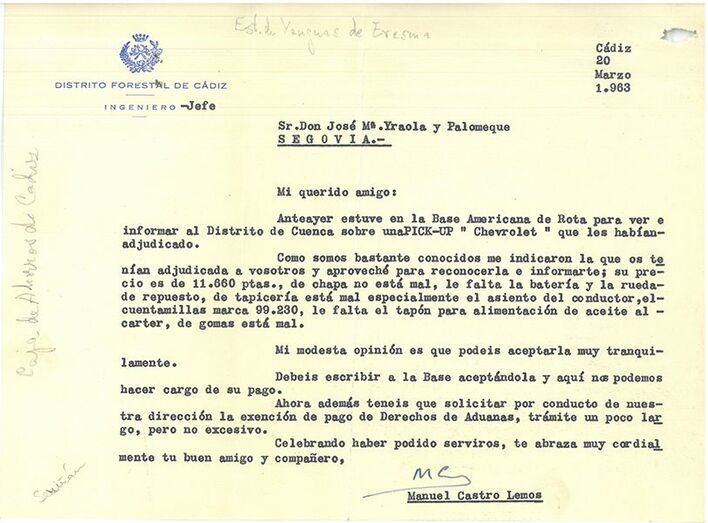 Est. de Yanguas de Eresma
DISTRITO FORESTAL DE CÁDIZ
INGENIERO -Jefe
Cádiz
20
Marzo
1.963
Sr.Don José Mª.Yraola y Palomeque
SEGOVIA.-
Mi querido amigo:
Anteayer estuve en la Base Americana de Rota para ver e
informar al Distrito de Cuenca sobre unaPICK-UP " Chevrolet " que les habían-
adjudicado.
Como somos bastante conocidos me indicaron la que os te
nían adjudicada a vosotros y aproveché para reconocerla e informarte; su pre
cio es de 11.660 ptas., de chapa no está mal, le falta la batería y la rueda-
de repuesto, de tapicería está mal especialmente el asiento del conductor,el-
cuentamillas marca 99.230, le falta el tapón para alimentación de aceite al -
carter, de gomas está mal.
Mi modesta opinión es que podeis aceptarla muy tranqui-
lamente.
Debeis escribir a la Base aceptándola y aquí nos podemos
hacer cargo de su pago.
Ahora además teneis que solicitar por conducto de nues-
tra dirección la exención de pago de Derechos de Aduanas, trámite un poco lar
go, pero no excesivo.
Celebrando haber podido serviros, te abraza muy cordial
mente tu buen amigo y compañero,
Manuel Castro Lemos
Caja de Ahorros de Cádiz